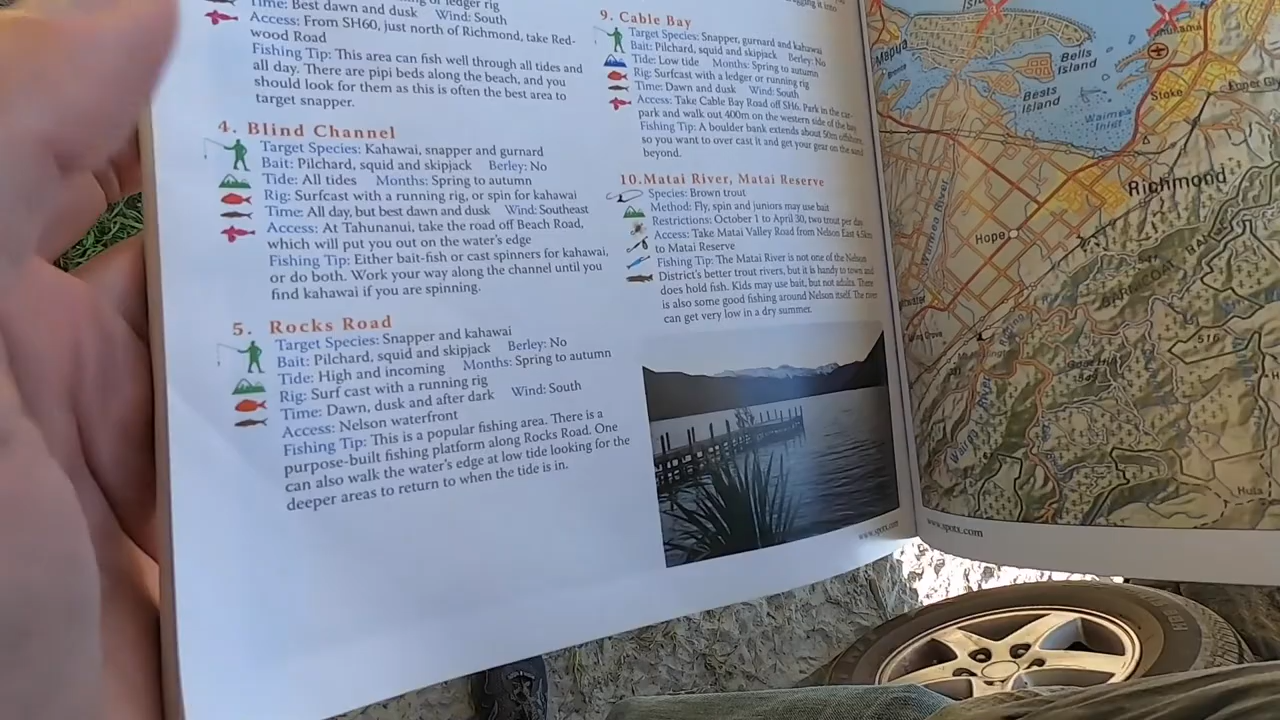 ledger rig
Time: Best dawn and dusk Wind: South
Access: From SH60, just north of Richmond, take Red-
wood Road
Fishing Tip: This area can fish well through all tides and
all day. There are pipi beds along the beach, and you
should look for them as this is often the best area to
target snapper.
4. Blind Channel
Target Species: Kahawai, snapper and gurnard
Bait: Pilchard, squid and skipjack Berley: No
Tide: All tides Months: Spring to autumn
Rig: Surfcast with a running rig, or spin for kahawai
Time: All day, but best dawn and dusk Wind: Southeast
Access: At Tahunanui, take the road off Beach Road,
which will put you out on the water's edge
Fishing Tip: Either bait-fish or cast spinners for kahawai,
or do both. Work your way along the channel until you
find kahawai if you are spinning.
5. Rocks Road
Target Species: Snapper and kahawai
Bait: Pilchard, squid and skipjack Berley: No
Tide: High and incoming Months: Spring to autumn
Rig: Surf cast with a running rig
Time: Dawn, dusk and after dark Wind: South
Access: Nelson waterfront
Fishing Tip: This is a popular fishing area. There is a
purpose-built fishing platform along Rocks Road. One
can also walk the water's edge at low tide looking for the
deeper areas to return to when the tide is in.
9. Cable Bay
Target Species: Snapper, gurnard and kahawai
Bait: Pilchard, squid and skipjack Berley: No
Tide: Low tide Months: Spring to autumn
Rig: Surfcast with a ledger or running rig
Time: Dawn and dusk Wind: South
Access: Take Cable Bay Road off SH6. Park in the car-
park and walk out 400m on the western side of the bay
Fishing Tip: A boulder bank extends about 50m offshore,
so you want to over cast it and get your gear on the sand
beyond.
10. Matai River, Matai Reserve
Species: Brown trout
Method: Fly, spin and juniors may use bait
Restrictions: October 1 to April 30, two trout per day
Access: Take Matai Valley Road from Nelson East 4.5km
to Matai Reserve
Fishing Tip: The Matai River is not one of the Nelson
District's better trout rivers, but it is handy to town and
does hold fish. Kids may use bait, but not adults. There
is also some good fishing around Nelson itself. The river
can get very low in a dry summer.
www.spotx.com
www.spotx.com
Mapua
Bells
Island
Bests
Island
Stoke
Richmond
Hope
Waimea River
516